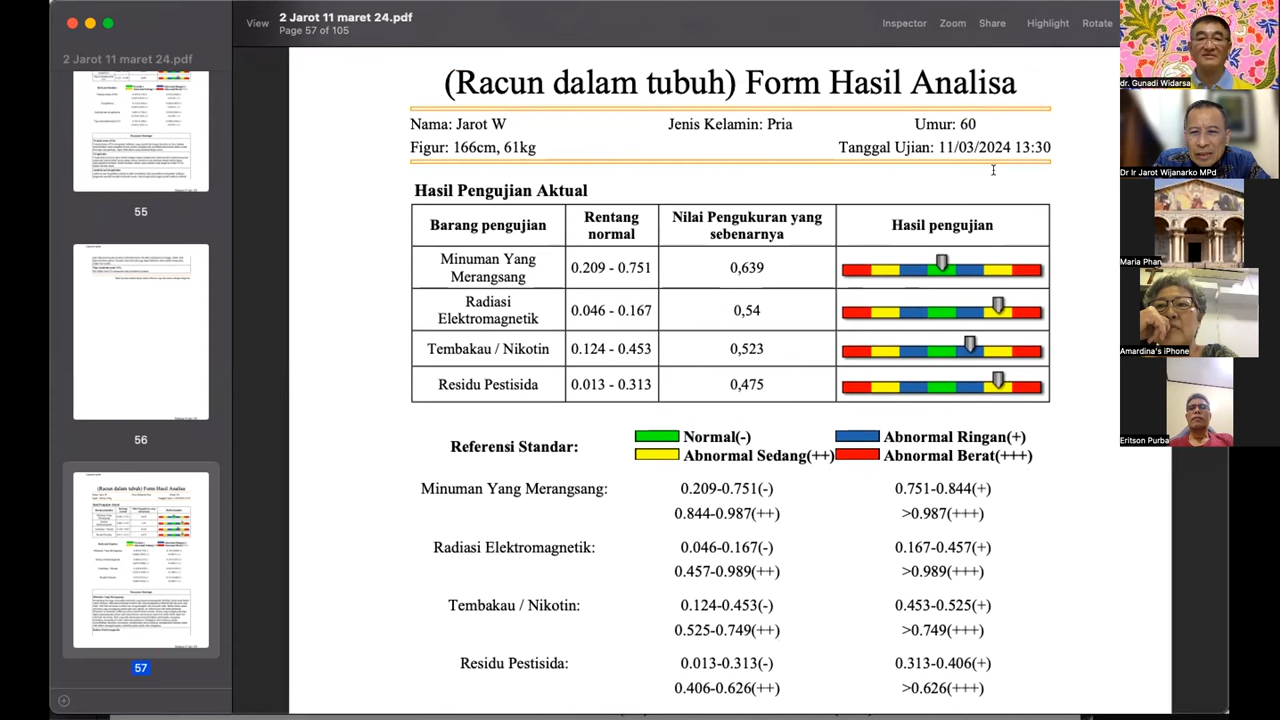 View
2 Jarot 11 maret 24.pdf
Page 57 of 105
Inspector
Zoom
Share
Highlight
Rotate
2 Jarot 11 maret 24.pdf
55
56
57
(Racun dalam tubuh) Form Hasil Analisa
Nama: Jarot W
Jenis Kelamin: Pria
Umur: 60
Figur: 166cm, 61kg
Tanggal Ujian: 11/03/2024 13:30
Hasil Pengujian Aktual
Barang pengujian
Rentang normal
Nilai Pengukuran yang sebenarnya
Hasil pengujian
Minuman Yang Merangsang
0.209 - 0.751
0,639
Radiasi Elektromagnetik
0.046 - 0.167
0,54
Tembakau / Nikotin
0.124 - 0.453
0,523
Residu Pestisida
0.013 - 0.313
0,475
Referensi Standar:
Normal(-)
Abnormal Ringan(+)
Abnormal Sedang(++)
Abnormal Berat(+++)
Minuman Yang Merangsang:
0.209-0.751(-)
0.751-0.844(+)
0.844-0.987(++)
>0.987(+++)
Radiasi Elektromagnetik:
0.046-0.167(-)
0.167-0.457(+)
0.457-0.989(++)
>0.989(+++)
Tembakau / Nikotin:
0.124-0.453(-)
0.453-0.525(+)
0.525-0.749(++)
>0.749(+++)
Residu Pestisida:
0.013-0.313(-)
0.313-0.406(+)
0.406-0.626(++)
>0.626(+++)
dr. Gunadi Widarsa
Dr Ir Jarot Wijanarko MPd
Maria Phan
Amardina's iPhone
Eritson Purba